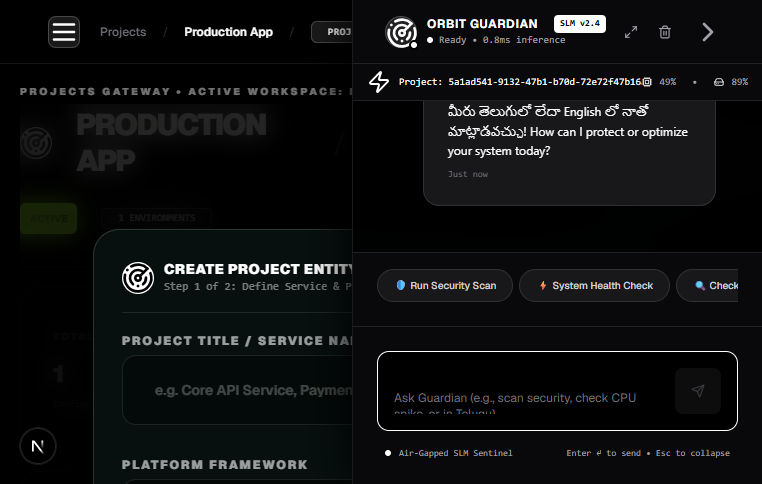 Projects / Production App / PROJ
PROJECTS GATEWAY • ACTIVE WORKSPACE:
PRODUCTION
APP
ACTIVE
1 ENVIRONMENTS
1
CREATE PROJECT ENTITY
Step 1 of 2: Define Service & P
PROJECT TITLE / SERVICE NA
e.g. Core API Service, Paymen
PLATFORM FRAMEWORK
N
ORBIT GUARDIAN SLM v2.4
Ready • 0.8ms inference
Project: 5a1ad541-9132-47b1-b70d-72e72f47b16 49% • 89%
మీరు తెలుగులో లేదా English లో నాతో
మాట్లాడవచ్చు! How can I protect or optimize
your system today?
Just now
Run Security Scan
System Health Check
Check
Ask Guardian (e.g., scan security, check CPU
spike, or in Telugu)
Air-Gapped SLM Sentinel
Enter ↵ to send • Esc to collapse